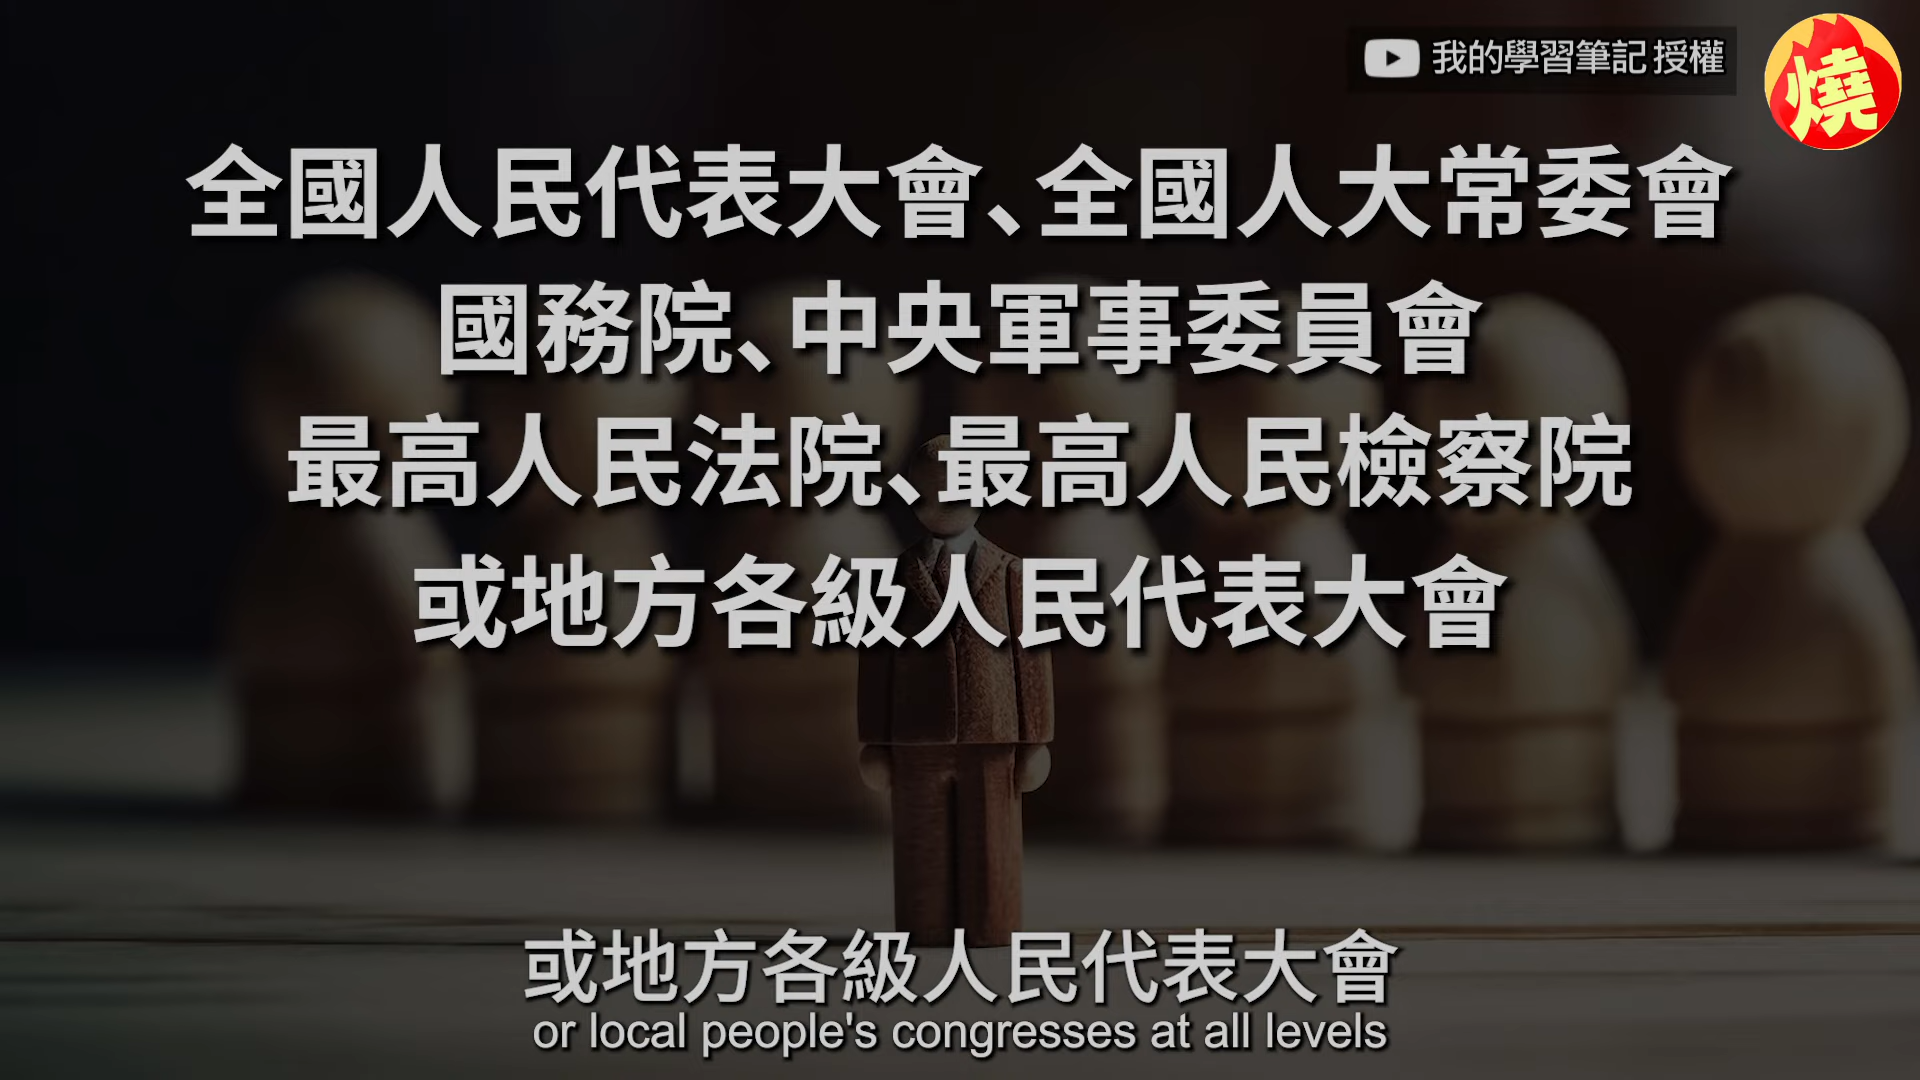 我的學習筆記 授權
燒
全國人民代表大會、全國人大常委會
國務院、中央軍事委員會
最高人民法院、最高人民檢察院
或地方各級人民代表大會
或地方各級人民代表大會
or local people's congresses at all levels